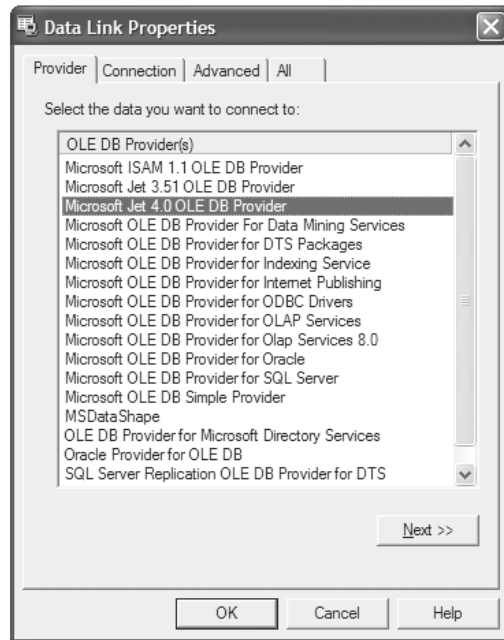 Data Link Properties
Provider Connection Advanced All
Select the data you want to connect to:
OLE DB Provider(s)
Microsoft ISAM 1.1 OLE DB Provider
Microsoft Jet 3.51 OLE DB Provider
Microsoft Jet 4.0 OLE DB Provider
Microsoft OLE DB Provider For Data Mining Services
Microsoft OLE DB Provider for DTS Packages
Microsoft OLE DB Provider for Indexing Service
Microsoft OLE DB Provider for Internet Publishing
Microsoft OLE DB Provider for ODBC Drivers
Microsoft OLE DB Provider for OLAP Services
Microsoft OLE DB Provider for Olap Services 8.0
Microsoft OLE DB Provider for Oracle
Microsoft OLE DB Provider for SQL Server
Microsoft OLE DB Simple Provider
MSDataShape
OLE DB Provider for Microsoft Directory Services
Oracle Provider for OLE DB
SQL Server Replication OLE DB Provider for DTS
Next >>
OK Cancel Help